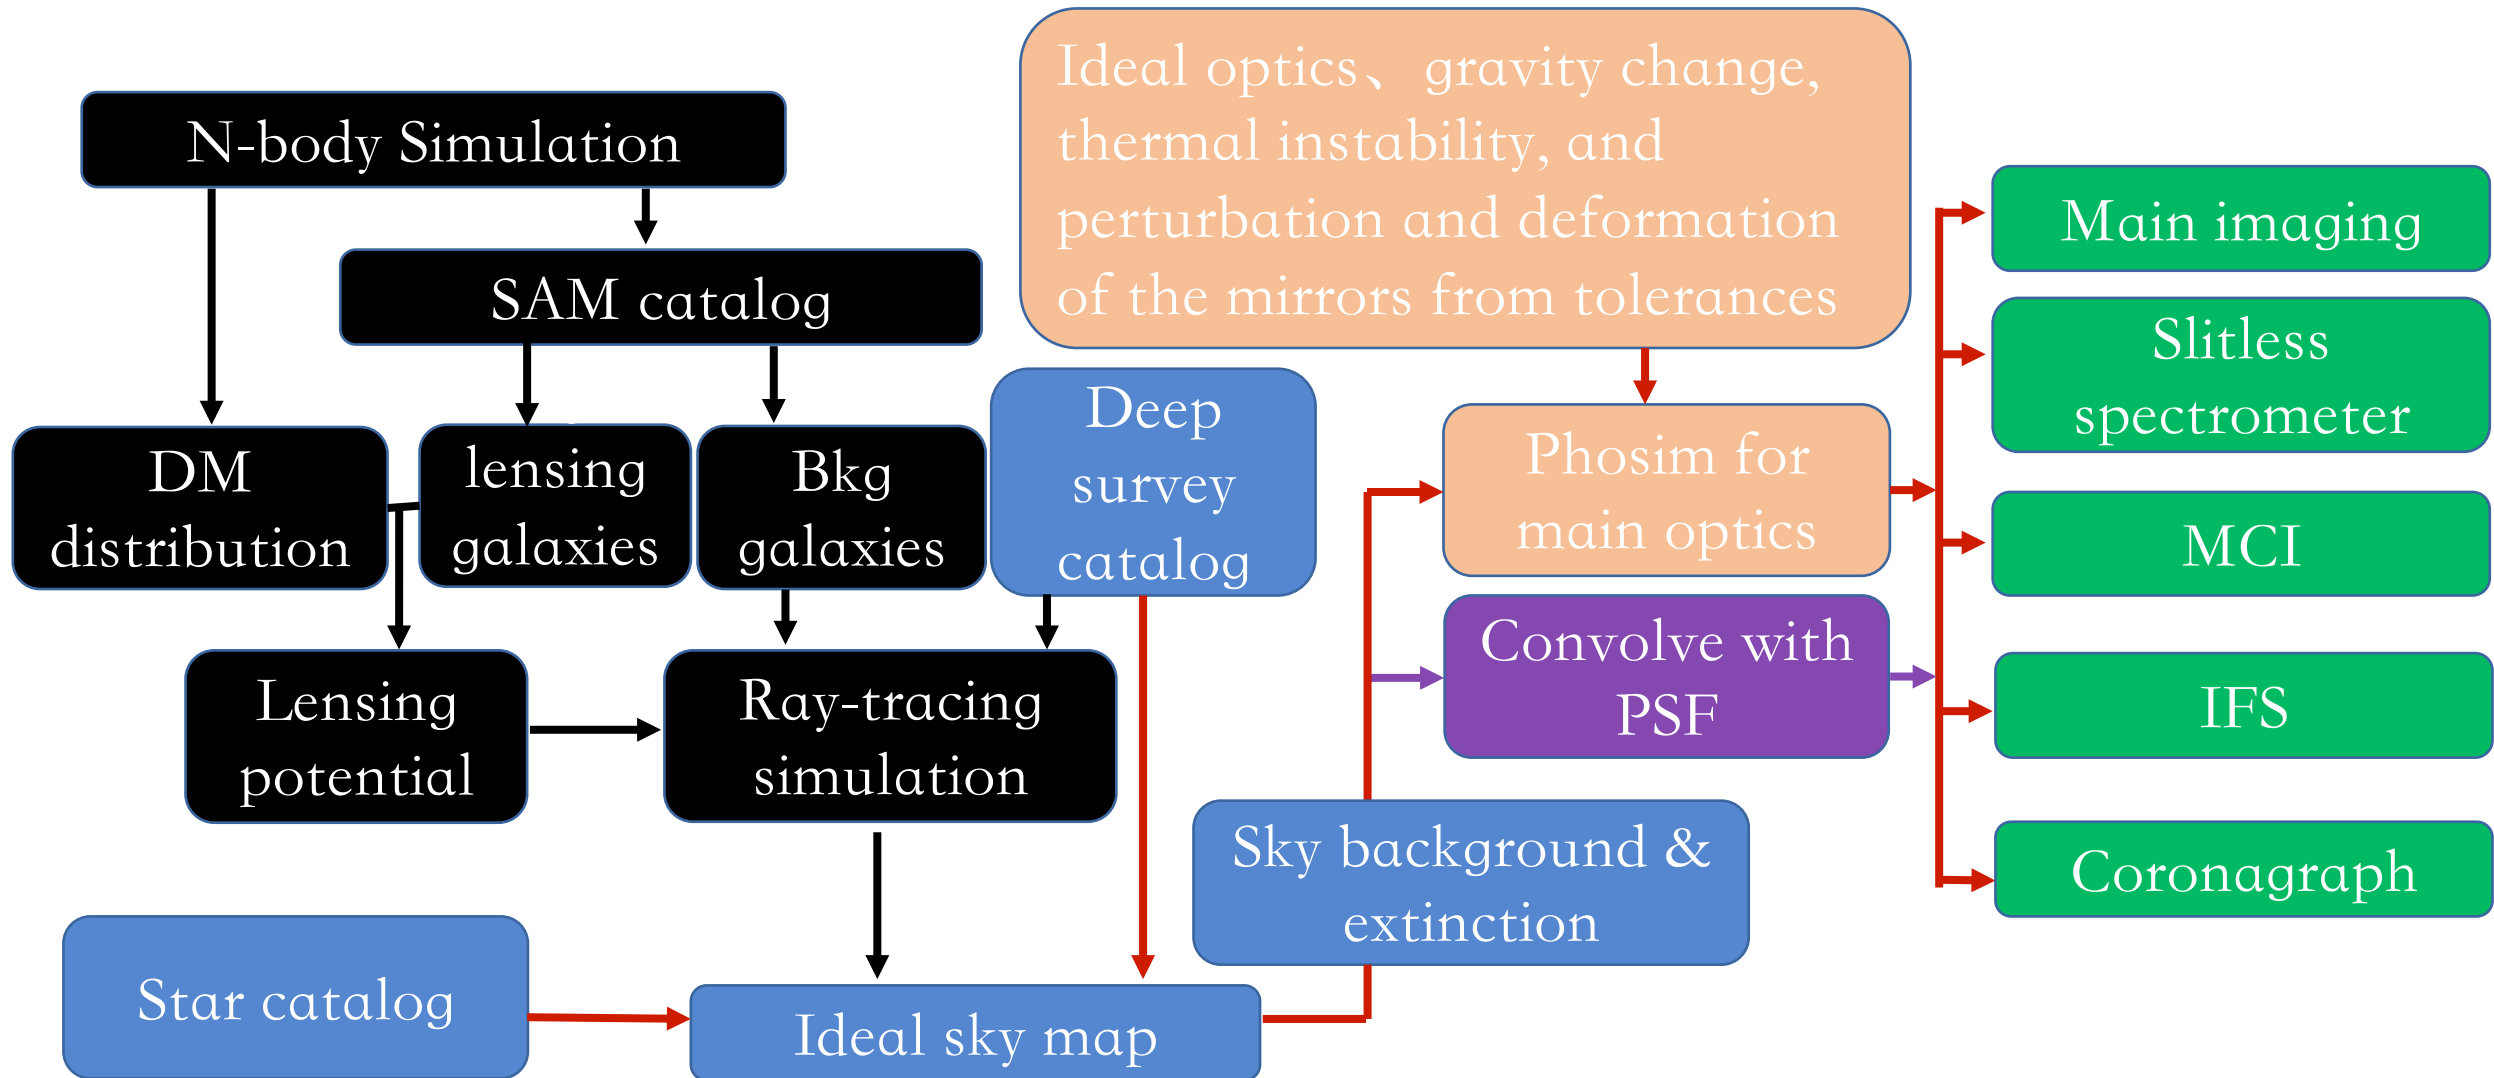 N-body Simulation
SAM catalog
DM
distribution
lensing
galaxies
Bkg
galaxies
Deep
survey
catalog
Lensing
potential
Ray-tracing
simulation
Star catalog
Ideal sky map
Ideal optics、gravity change,
thermal instability, and
perturbation and deformation
of the mirrors from tolerances
Phosim for
main optics
Convolve with
PSF
Sky background &
extinction
Main imaging
Slitless
spectrometer
MCI
IFS
Coronagraph